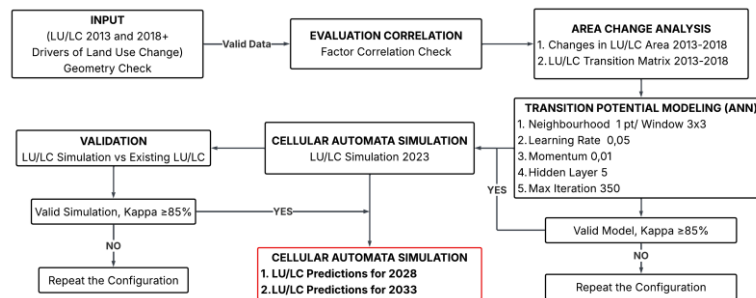 INPUT
(LU/LC 2013 and 2018+
Drivers of Land Use Change)
Geometry Check
Valid Data
EVALUATION CORRELATION
Factor Correlation Check
AREA CHANGE ANALYSIS
1. Changes in LU/LC Area 2013-2018
2. LU/LC Transition Matrix 2013-2018
TRANSITION POTENTIAL MODELING (ANN)
1. Neighbourhood 1 pt/ Window 3x3
2.Learning Rate 0,05
3. Momentum 0,01
4. Hidden Layer 5
5. Max Iteration 350
YES
Valid Model, Kappa ≥85%
NO
Repeat the Configuration
CELLULAR AUTOMATA SIMULATION
LU/LC Simulation 2023
VALIDATION
LU/LC Simulation vs Existing LU/LC
Valid Simulation, Kappa ≥85%
YES
NO
Repeat the Configuration
CELLULAR AUTOMATA SIMULATION
1. LU/LC Predictions for 2028
2.LU/LC Predictions for 2033